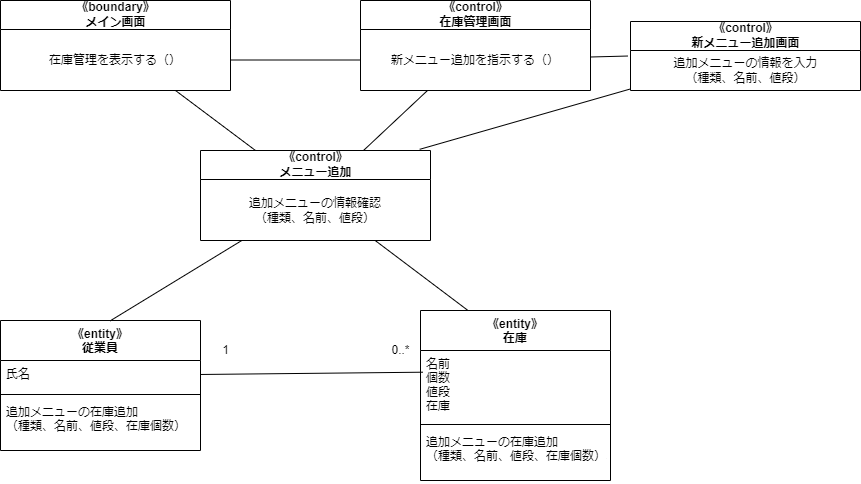 《boundary》
メイン画面
在庫管理を表示する（）
《control》
在庫管理画面
新メニュー追加を指示する（）
《control》
新メニュー追加画面
追加メニューの情報を入力
（種類、名前、値段）
《control》
メニュー追加
追加メニューの情報確認
（種類、名前、値段）
《entity》
従業員
氏名
追加メニューの在庫追加
（種類、名前、値段、在庫個数）
1
0..*
《entity》
在庫
名前
個数
値段
在庫
追加メニューの在庫追加
（種類、名前、値段、在庫個数）